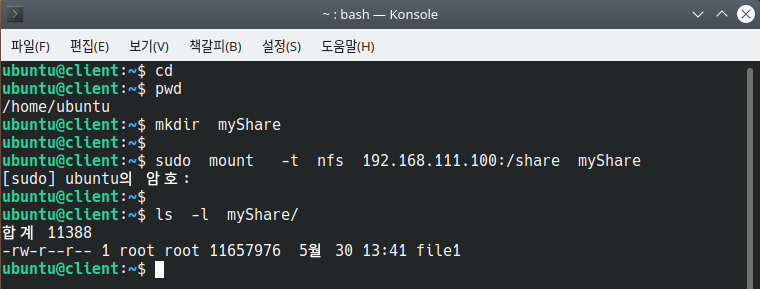 ~ : bash — Konsole
파일(F) 편집(E) 보기(V) 책갈피(B) 설정(S) 도움말(H)
ubuntu@client:~$ cd
ubuntu@client:~$ pwd
/home/ubuntu
ubuntu@client:~$ mkdir  myShare
ubuntu@client:~$
ubuntu@client:~$ sudo  mount   -t  nfs  192.168.111.100:/share  myShare
[sudo] ubuntu의 암호:
ubuntu@client:~$
ubuntu@client:~$ ls  -l  myShare/
합계 11388
-rw-r--r-- 1 root root 11657976  5월  30 13:41 file1
ubuntu@client:~$